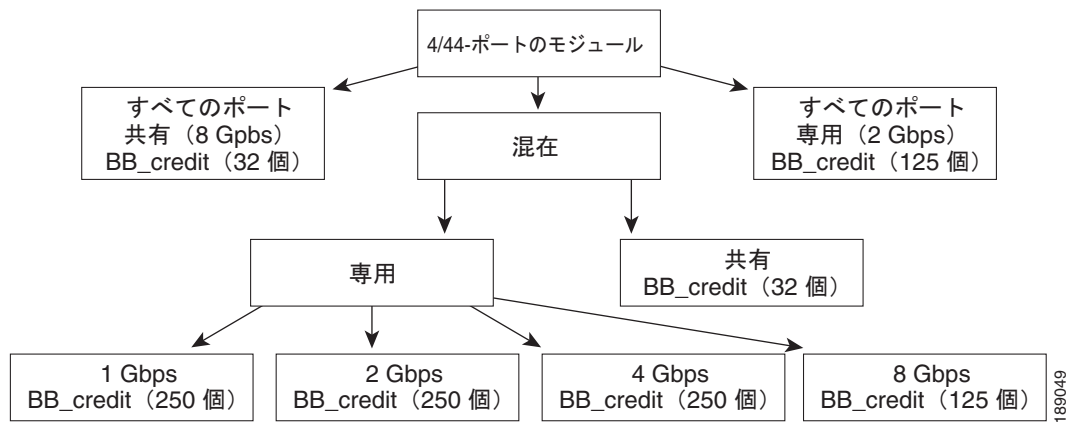 4/44-ポートのモジュール
すべてのポート
共有（8 Gpbs）
BB_credit（32 個）
混在
すべてのポート
専用（2 Gbps）
BB_credit（125 個）
専用
共有
BB_credit（32 個）
1 Gbps
BB_credit（250 個）
2 Gbps
BB_credit（250 個）
4 Gbps
BB_credit（250 個）
8 Gbps
BB_credit（125 個）
189049